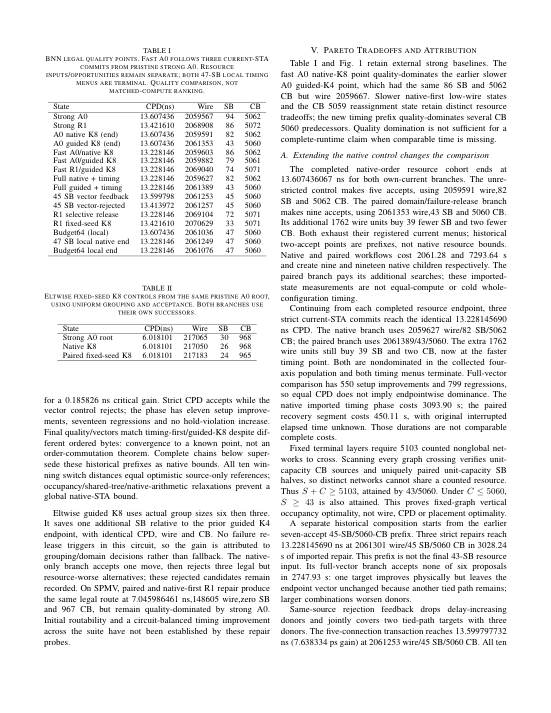 TABLE I
BNN LEGAL QUALITY POINTS. FAST A0 FOLLOWS THREE CURRENT-STA
COMMITS FROM PRISTINE STRONG A0. RESOURCE
INPUTS/OPPORTUNITIES REMAIN SEPARATE; BOTH 47-SB LOCAL TIMING
MENUS ARE TERMINAL. QUALITY COMPARISON, NOT
MATCHED-COMPUTE RANKING.
State CPD(ns) Wire SB CB
Strong A0 13.607436 2059567 94 5062
Strong R1 13.421610 2068908 86 5072
A0 native K8 (end) 13.607436 2059591 82 5062
A0 guided K8 (end) 13.607436 2061353 43 5060
Fast A0/native K8 13.228146 2059603 86 5062
Fast A0/guided K8 13.228146 2059882 79 5061
Fast R1/guided K8 13.228146 2069040 74 5071
Full native + timing 13.228146 2059627 82 5062
Full guided + timing 13.228146 2061389 43 5060
45 SB vector feedback 13.599798 2061253 45 5060
45 SB vector-rejected 13.413972 2061257 45 5060
R1 selective release 13.228146 2069104 72 5071
R1 fixed-seed K8 13.421610 2070629 33 5071
Budget64 (local) 13.607436 2061036 47 5060
47 SB local native end 13.228146 2061249 47 5060
Budget64 local end 13.228146 2061076 47 5060
TABLE II
ELTWISE FIXED-SEED K8 CONTROLS FROM THE SAME PRISTINE A0 ROOT,
USING UNIFORM GROUPING AND ACCEPTANCE. BOTH BRANCHES USE
THEIR OWN SUCCESSORS.
State CPD(ns) Wire SB CB
Strong A0 root 6.018101 217065 30 968
Native K8 6.018101 217050 26 968
Paired fixed-seed K8 6.018101 217183 24 965
for a 0.185826 ns critical gain. Strict CPD accepts while the
vector control rejects; the phase has eleven setup improve-
ments, seventeen regressions and no hold-violation increase.
Final quality/vectors match timing-first/guided-K8 despite dif-
ferent ordered bytes: convergence to a known point, not an
order-commutation theorem. Complete chains below super-
sede these historical prefixes as native bounds. All ten win-
ning switch distances equal optimistic source-only references;
occupancy/shared-tree/native-arithmetic relaxations prevent a
global native-STA bound.
Eltwise guided K8 uses actual group sizes six then three.
It saves one additional SB relative to the prior guided K4
endpoint, with identical CPD, wire and CB. No failure re-
lease triggers in this circuit, so the gain is attributed to
grouping/domain decisions rather than fallback. The native-
only branch accepts one move, then rejects three legal but
resource-worse alternatives; these rejected candidates remain
recorded. On SPMV, paired and native-first R1 repair produce
the same legal route at 7.045986461 ns,148605 wire,zero SB
and 967 CB, but remain quality-dominated by strong A0.
Initial routability and a circuit-balanced timing improvement
across the suite have not been established by these repair
probes.
V. PARETO TRADEOFFS AND ATTRIBUTION
Table I and Fig. 1 retain external strong baselines. The
fast A0 native-K8 point quality-dominates the earlier slower
A0 guided-K4 point, which had the same 86 SB and 5062
CB but wire 2059667. Slower native-first low-wire states
and the CB 5059 reassignment state retain distinct resource
tradeoffs; the new timing prefix quality-dominates several CB
5060 predecessors. Quality domination is not sufficient for a
complete-runtime claim when comparable time is missing.
A. Extending the native control changes the comparison
The completed native-order resource cohort ends at
13.607436067 ns for both own-current branches. The unre-
stricted control makes five accepts, using 2059591 wire,82
SB and 5062 CB. The paired domain/failure-release branch
makes nine accepts, using 2061353 wire,43 SB and 5060 CB.
Its additional 1762 wire units buy 39 fewer SB and two fewer
CB. Both exhaust their registered current menus; historical
two-accept points are prefixes, not native resource bounds.
Native and paired workflows cost 2061.28 and 7293.64 s
and create nine and nineteen native children respectively. The
paired branch pays its additional searches; these imported-
state measurements are not equal-compute or cold whole-
configuration timing.
Continuing from each completed resource endpoint, three
strict current-STA commits reach the identical 13.228145690
ns CPD. The native branch uses 2059627 wire/82 SB/5062
CB; the paired branch uses 2061389/43/5060. The extra 1762
wire units still buy 39 SB and two CB, now at the faster
timing point. Both are nondominated in the collected four-
axis population and both timing menus terminate. Full-vector
comparison has 550 setup improvements and 799 regressions,
so equal CPD does not imply endpointwise dominance. The
native imported timing phase costs 3093.90 s; the paired
recovery segment costs 450.11 s, with original interrupted
elapsed time unknown. Those durations are not comparable
complete costs.
Fixed terminal layers require 5103 counted nonglobal net-
works to cross. Scanning every graph crossing verifies unit-
capacity CB sources and uniquely paired unit-capacity SB
halves, so distinct networks cannot share a counted resource.
Thus S + C ≥ 5103, attained by 43/5060. Under C ≤ 5060,
S ≥ 43 is also attained. This proves fixed-graph vertical
occupancy optimality, not wire, CPD or placement optimality.
A separate historical composition starts from the earlier
seven-accept 45-SB/5060-CB prefix. Three strict repairs reach
13.228145690 ns at 2061301 wire/45 SB/5060 CB in 3028.24
s of imported repair. This prefix is not the final 43-SB resource
input. Its full-vector branch accepts none of six proposals
in 2747.93 s: one target improves physically but leaves the
endpoint vector unchanged because another tied path remains;
larger combinations worsen donors.
Same-source rejection feedback drops delay-increasing
donors and jointly covers two tied-path targets with three
donors. The five-connection transaction reaches 13.599797732
ns (7.638334 ps gain) at 2061253 wire/45 SB/5060 CB. All ten